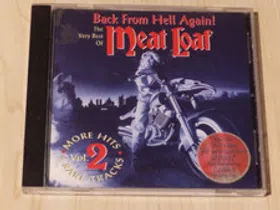 Back From Hell Again!
The
Very Best
Of
Meat Loaf
MORE HITS
& RARE TRACKS
Vol. 2